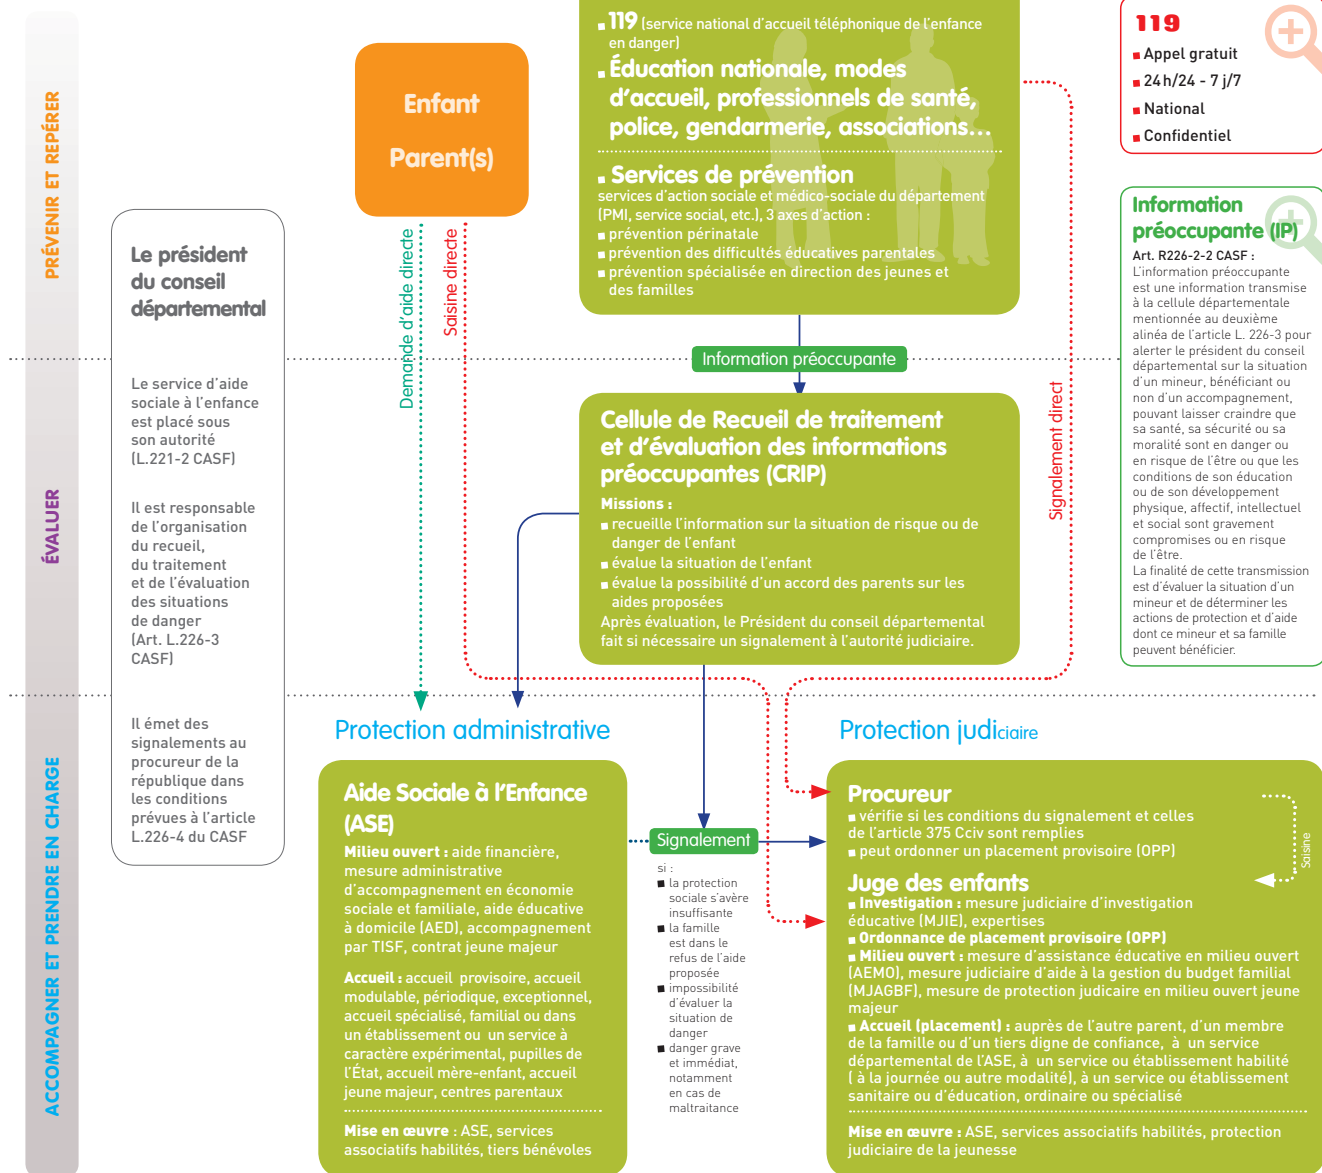 PRÉVENIR ET REPÉRER
ÉVALUER
ACCOMPAGNER ET PRENDRE EN CHARGE
Le président
du conseil
départemental
Le service d'aide
sociale à l'enfance
est placé sous
son autorité
(L.221-2 CASF)
Il est responsable
de l'organisation
du recueil,
du traitement
et de l'évaluation
des situations
de danger
(Art. L.226-3
CASF)
Il émet des
signalements au
procureur de la
république dans
les conditions
prévues à l'article
L.226-4 du CASF
Enfant
Parent(s)
Demande d'aide directe
Saisine directe
■ 119 (service national d'accueil téléphonique de l'enfance
en danger)
■ Éducation nationale, modes
d'accueil, professionnels de santé,
police, gendarmerie, associations...
■ Services de prévention
services d'action sociale et médico-sociale du département
(PMI, service social, etc.), 3 axes d'action :
■ prévention périnatale
■ prévention des difficultés éducatives parentales
■ prévention spécialisée en direction des jeunes et
des familles
Information préoccupante
Signalement direct
119
■ Appel gratuit
■ 24h/24 - 7 j/7
■ National
■ Confidentiel
Information
préoccupante (IP)
Art. R226-2-2 CASF :
L'information préoccupante
est une information transmise
à la cellule départementale
mentionnée au deuxième
alinéa de l'article L. 226-3 pour
alerter le président du conseil
départemental sur la situation
d'un mineur, bénéficiant ou
non d'un accompagnement,
pouvant laisser craindre que
sa santé, sa sécurité ou sa
moralité sont en danger ou
en risque de l'être ou que les
conditions de son éducation
ou de son développement
physique, affectif, intellectuel
et social sont gravement
compromises ou en risque
de l'être.
La finalité de cette transmission
est d'évaluer la situation d'un
mineur et de déterminer les
actions de protection et d'aide
dont ce mineur et sa famille
peuvent bénéficier.
Cellule de Recueil de traitement
et d'évaluation des informations
préoccupantes (CRIP)
Missions :
■ recueille l'information sur la situation de risque ou de
danger de l'enfant
■ évalue la situation de l'enfant
■ évalue la possibilité d'un accord des parents sur les
aides proposées
Après évaluation, le Président du conseil départemental
fait si nécessaire un signalement à l'autorité judiciaire.
Protection administrative
Aide Sociale à l'Enfance
(ASE)
Milieu ouvert : aide financière,
mesure administrative
d'accompagnement en économie
sociale et familiale, aide éducative
à domicile (AED), accompagnement
par TISF, contrat jeune majeur
Accueil : accueil provisoire, accueil
modulable, périodique, exceptionnel,
accueil spécialisé, familial ou dans
un établissement ou un service à
caractère expérimental, pupilles de
l'État, accueil mère-enfant, accueil
jeune majeur, centres parentaux
Mise en œuvre : ASE, services
associatifs habilités, tiers bénévoles
Signalement
si :
■ la protection
sociale s'avère
insuffisante
■ la famille
est dans le
refus de l'aide
proposée
■ impossibilité
d'évaluer la
situation de
danger
■ danger grave
et immédiat,
notamment
en cas de
maltraitance
Protection judiciaire
Procureur
■ vérifie si les conditions du signalement et celles
de l'article 375 Cciv sont remplies
■ peut ordonner un placement provisoire (OPP)
Saisine
Juge des enfants
■ Investigation : mesure judiciaire d'investigation
éducative (MJIE), expertises
■ Ordonnance de placement provisoire (OPP)
■ Milieu ouvert : mesure d'assistance éducative en milieu ouvert
(AEMO), mesure judiciaire d'aide à la gestion du budget familial
(MJAGBF), mesure de protection judicaire en milieu ouvert jeune
majeur
■ Accueil (placement) : auprès de l'autre parent, d'un membre
de la famille ou d'un tiers digne de confiance, à un service
départemental de l'ASE, à un service ou établissement habilité
( à la journée ou autre modalité), à un service ou établissement
sanitaire ou d'éducation, ordinaire ou spécialisé
Mise en œuvre : ASE, services associatifs habilités, protection
judiciaire de la jeunesse